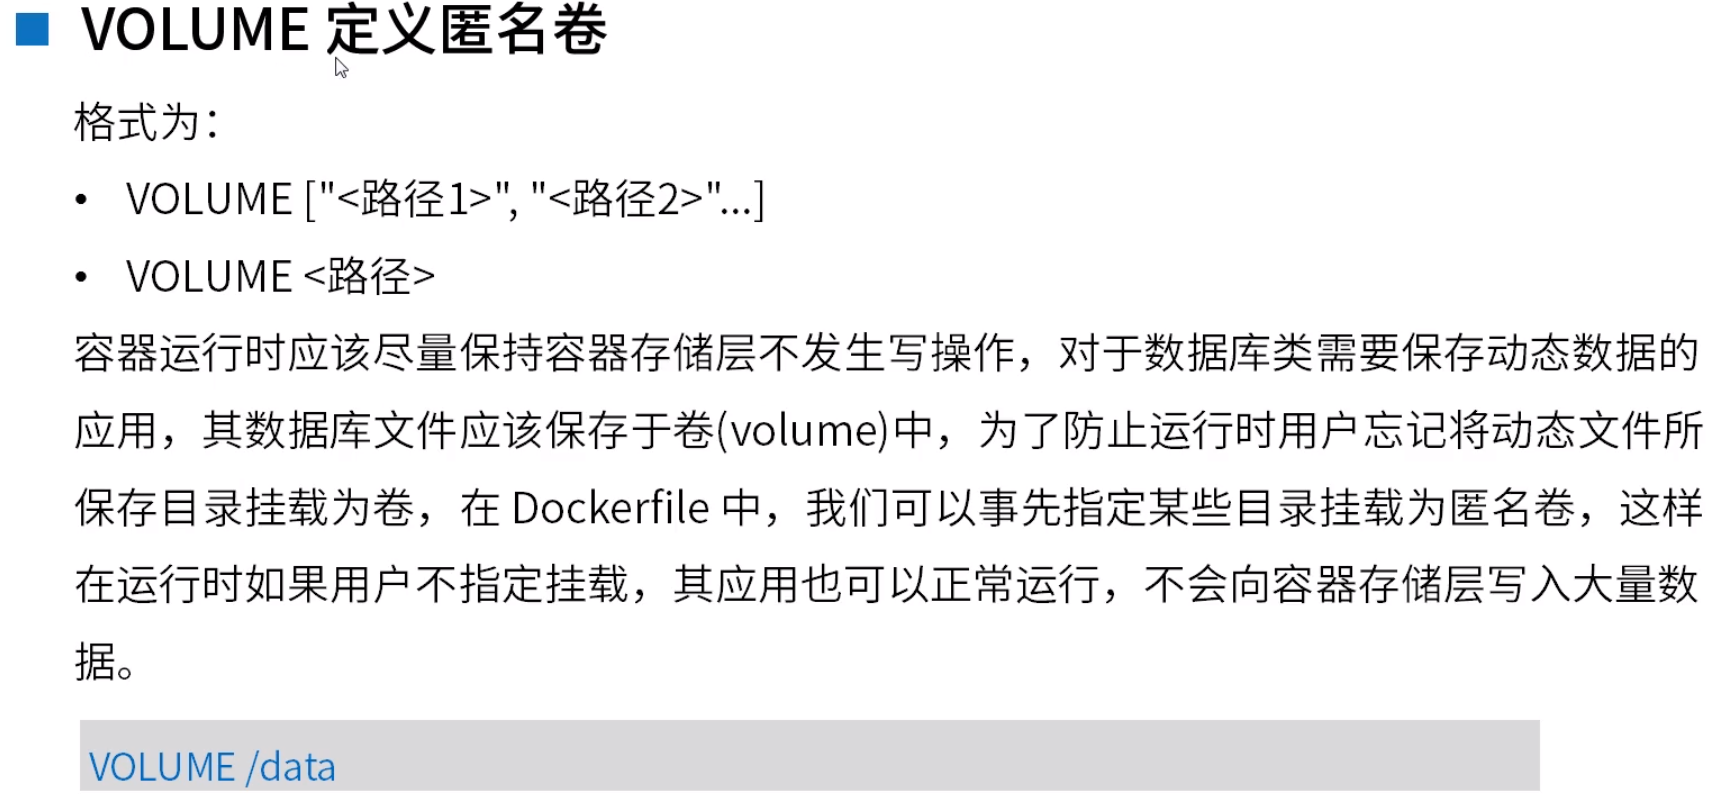 VOLUME 定义匿名卷
格式为：
• VOLUME ["<路径1>", "<路径2>"...]
• VOLUME <路径>
容器运行时应该尽量保持容器存储层不发生写操作，对于数据库类需要保存动态数据的
应用，其数据库文件应该保存于卷(volume)中，为了防止运行时用户忘记将动态文件所
保存目录挂载为卷，在 Dockerfile 中，我们可以事先指定某些目录挂载为匿名卷，这样
在运行时如果用户不指定挂载，其应用也可以正常运行，不会向容器存储层写入大量数
据。
VOLUME /data